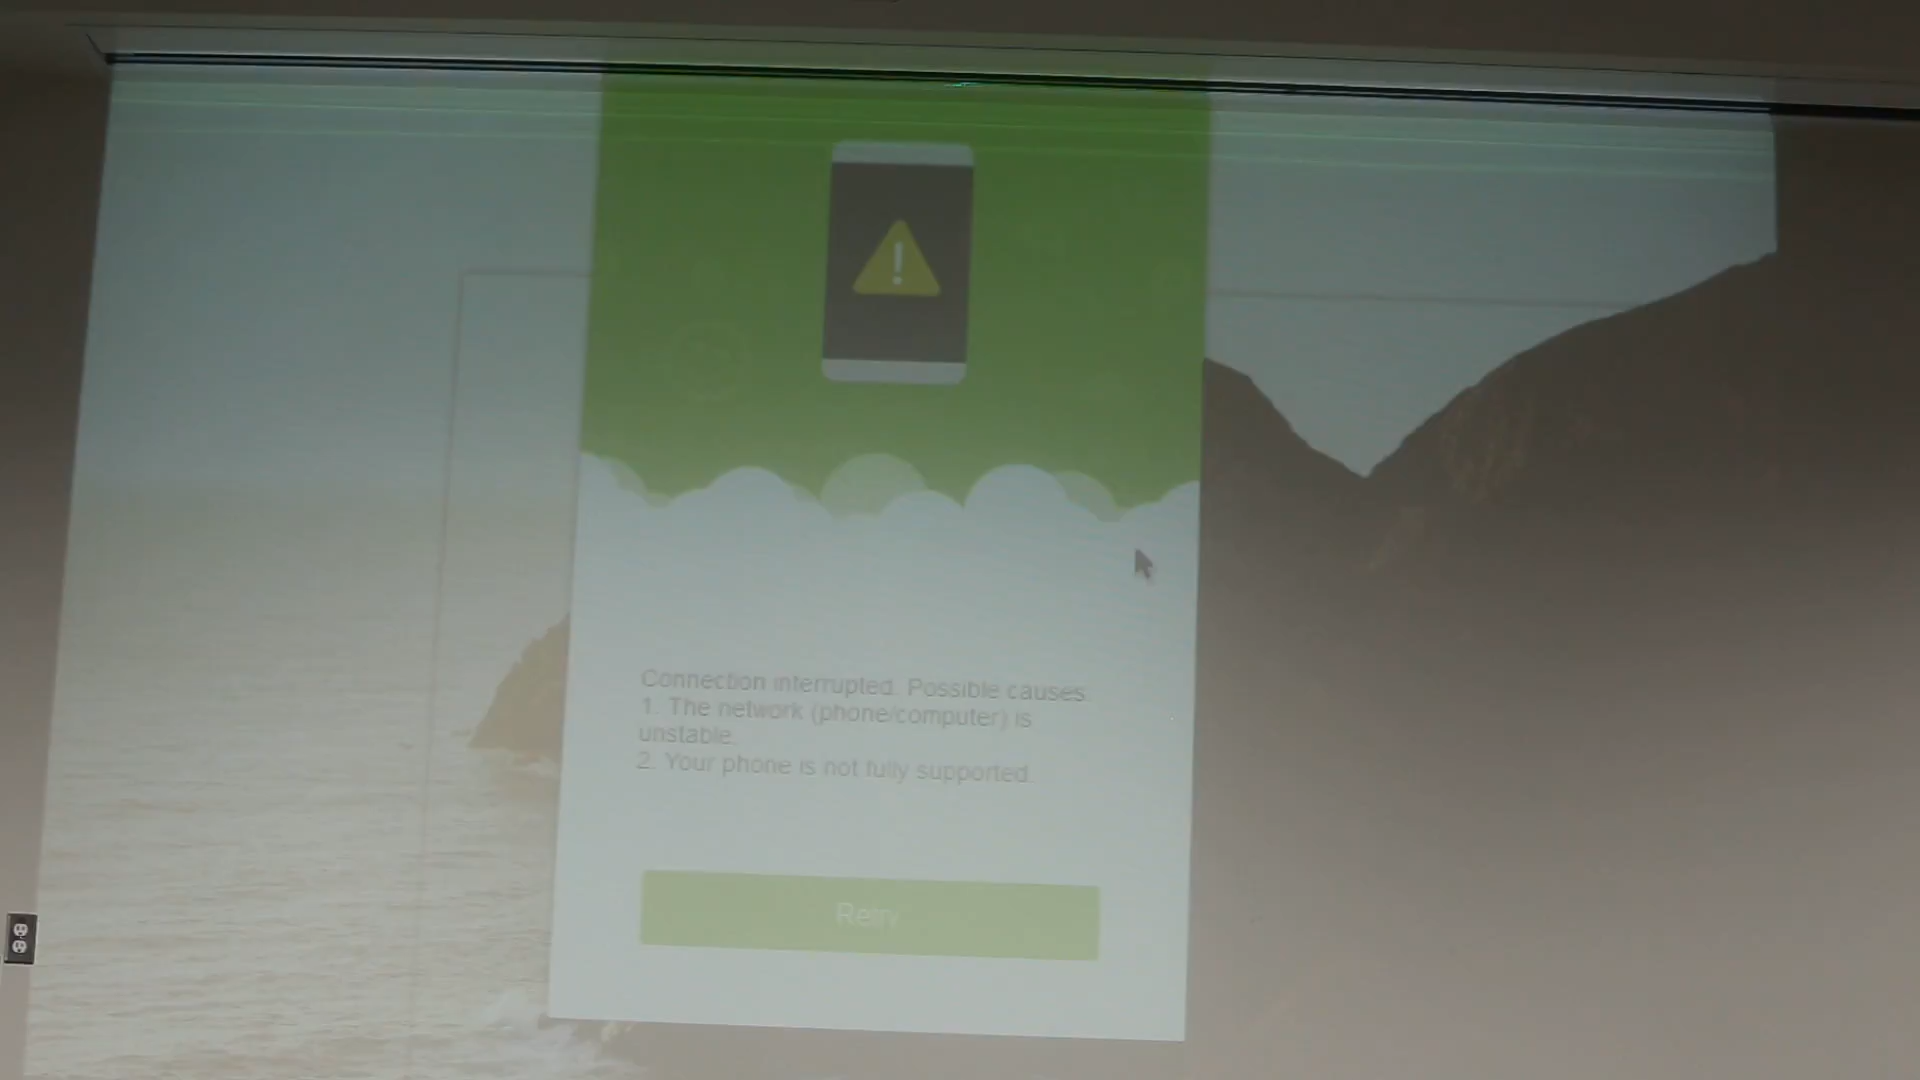 Connection interrupted. Possible causes:
1. The network (phone/computer) is
unstable.
2. Your phone is not fully supported.
Retry